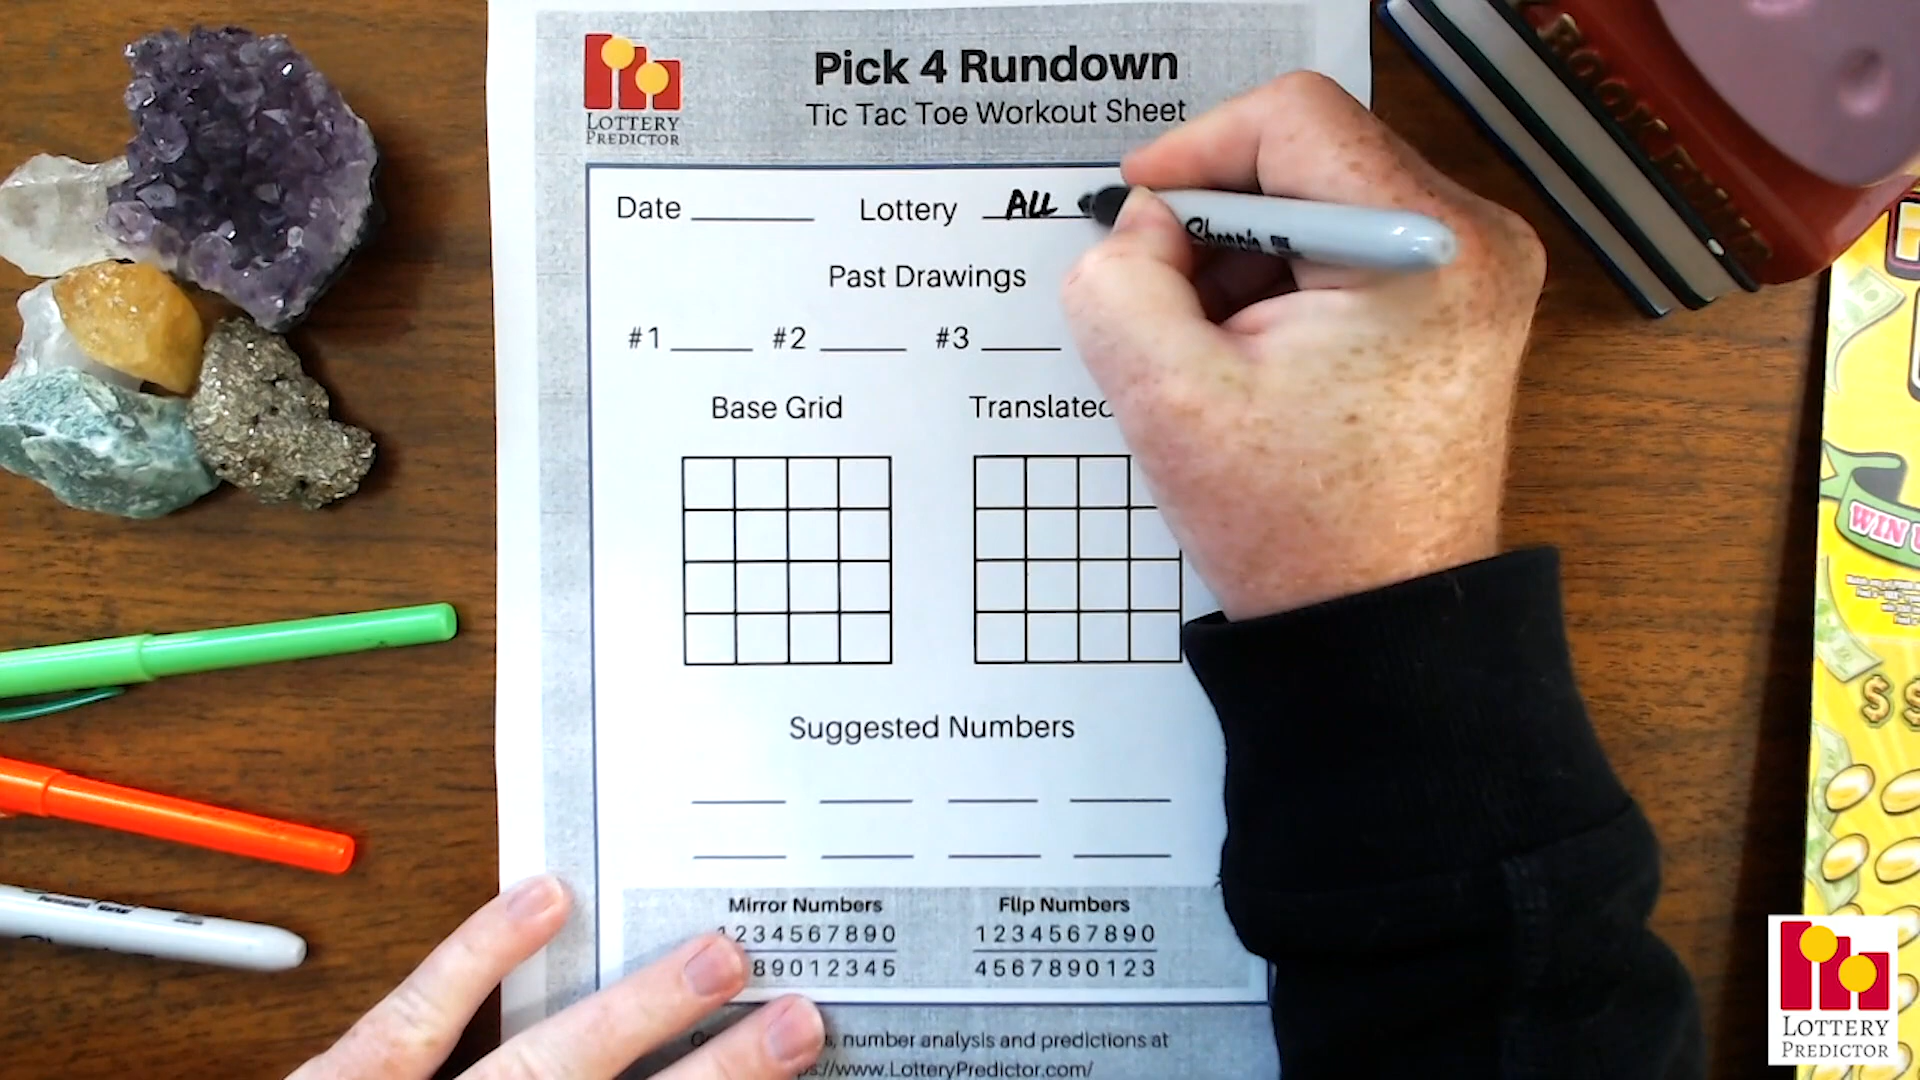 LOTTERY
PREDICTOR
Pick 4 Rundown
Tic Tac Toe Workout Sheet
Date Lottery ALL
Past Drawings
#1 #2 #3
Base Grid Translated
Suggested Numbers
Mirror Numbers
1234567890
89012345
Flip Numbers
1234567890
4567890123
, number analysis and predictions at
://www.LotteryPredictor.com/
Sharpie
WIN
$ $
LOTTERY
PREDICTOR